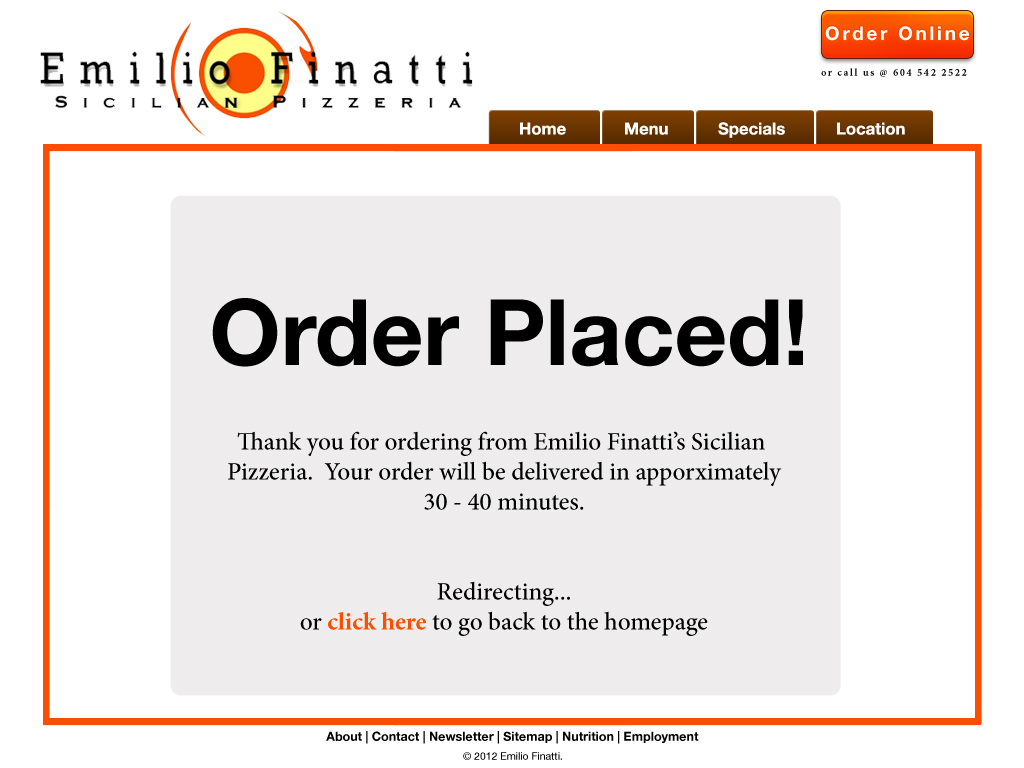 Emilio Finatti
SICILIAN PIZZERIA
Order Online
or call us @ 604 542 2522
Home Menu Specials Location
Order Placed!
Thank you for ordering from Emilio Finatti’s Sicilian
Pizzeria.  Your order will be delivered in apporximately
30 - 40 minutes.
Redirecting...
or click here to go back to the homepage
About | Contact | Newsletter | Sitemap | Nutrition | Employment
© 2012 Emilio Finatti.